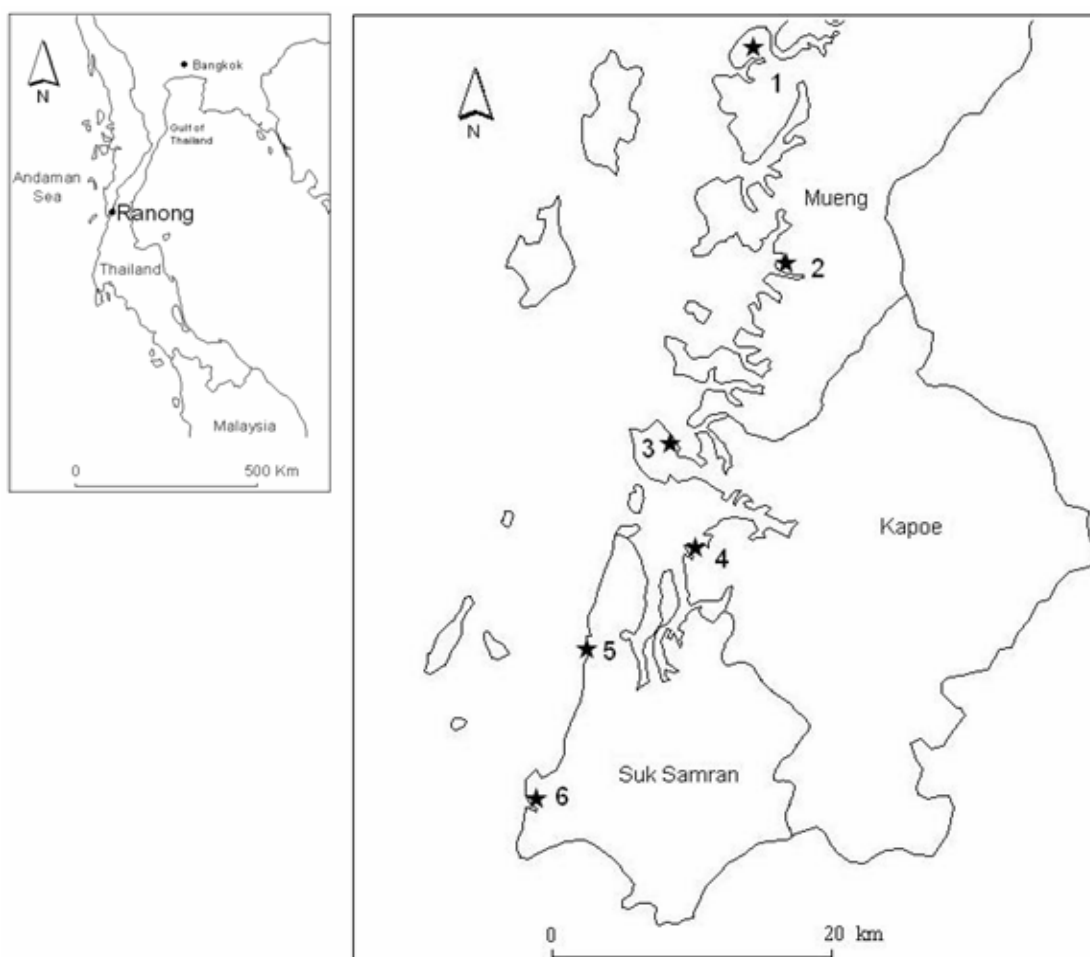 N
Bangkok
Gulf of
Thailand
Andaman
Sea
Ranong
Thailand
Malaysia
0 500 Km
N
1
Mueng
2
3
Kapoe
4
5
Suk Samran
6
0 20 km